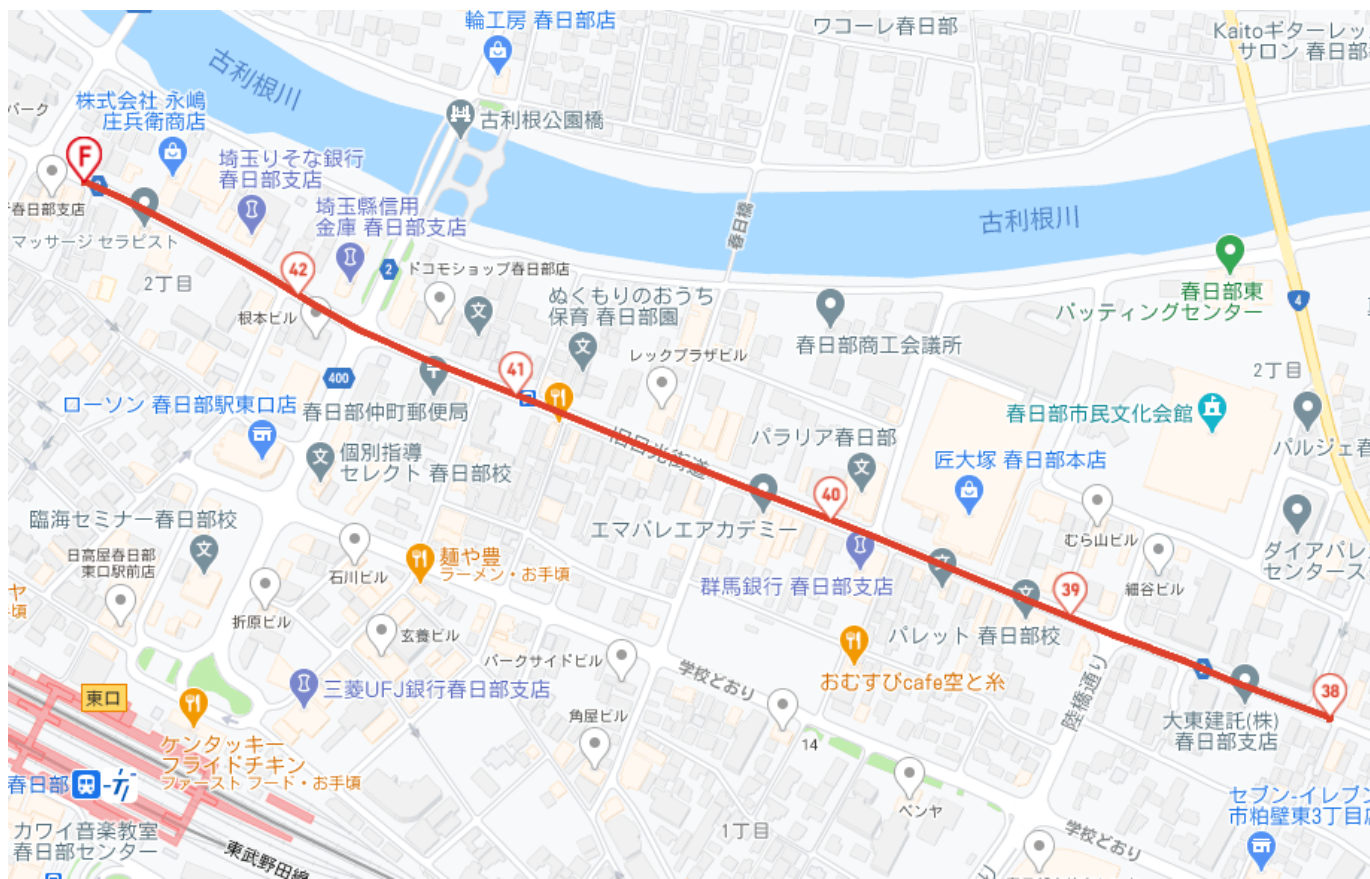 輪工房 春日部店
ワコーレ春日部
Kaitoギターレッ
サロン 春日部
古利根川
パーク
株式会社 永嶋
庄兵衛商店
古利根公園橋
F
埼玉りそな銀行
春日部支店
春日部支店
埼玉縣信用
金庫 春日部支店
春日橋
古利根川
マッサージ セラピスト
2丁目
42
2
ドコモショップ春日部店
ぬくもりのおうち
保育 春日部園
春日部東
バッティングセンター
4
根本ビル
文
レックプラザビル
春日部商工会議所
41
400
文
2丁目
ローソン 春日部駅東口店
春日部仲町郵便局
春日部市民文化会館
旧日光街道
パラリア春日部
パルジェ春
個別指導
セレクト 春日部校
文
文
匠大塚 春日部本店
40
臨海セミナー春日部校
エマバレエアカデミー
むら山ビル
ダイアパレ
センタース
日高屋春日部
東口駅前店
文
石川ビル
麺や豊
ラーメン・お手頃
群馬銀行 春日部支店
文
39
細谷ビル
ヤ
頃
折原ビル
玄養ビル
文
パレット 春日部校
パークサイドビル
学校どおり
おむすびcafe空と糸
陸橋通り
38
東口
三菱UFJ銀行春日部支店
角屋ビル
大東建託(株)
春日部支店
ケンタッキー
フライドチキン
ファースト フード・お手頃
14
春日部
ベンヤ
セブン-イレブン
市粕壁東3丁目店
カワイ音楽教室
春日部センター
東武野田線
1丁目
学校どおり